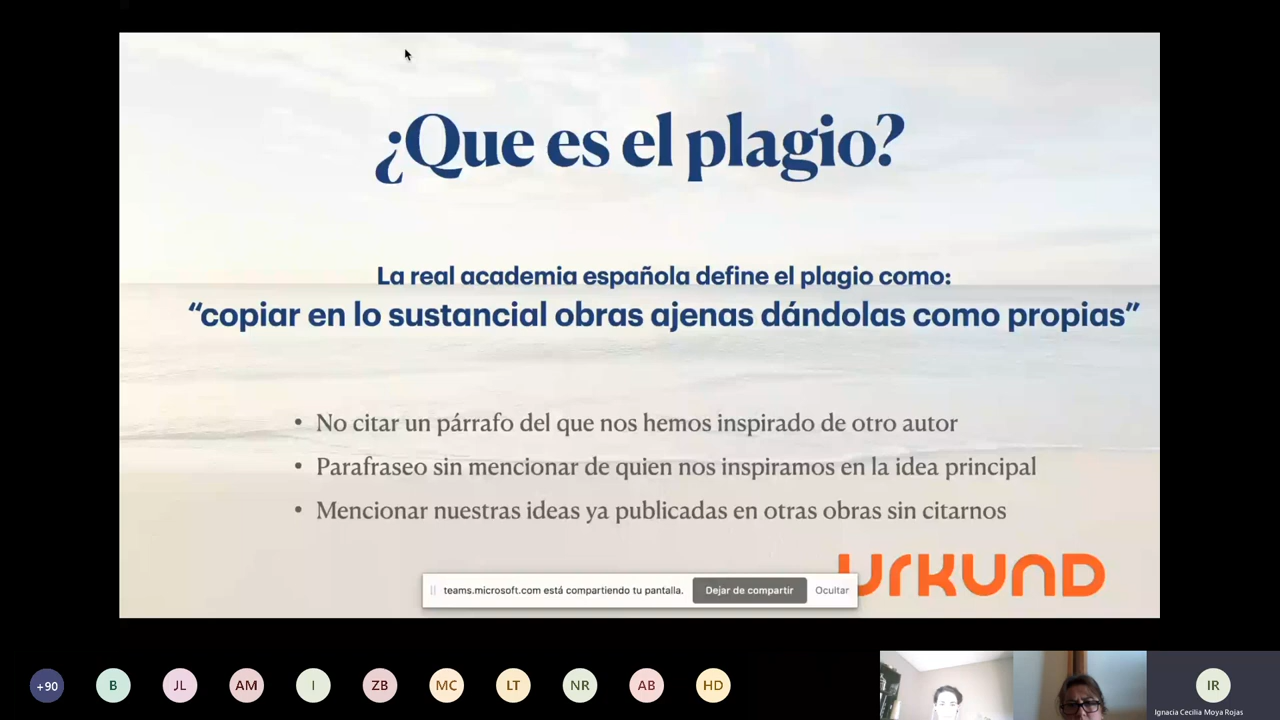 ¿Que es el plagio?
La real academia española define el plagio como:
“copiar en lo sustancial obras ajenas dándolas como propias”
• No citar un párrafo del que nos hemos inspirado de otro autor
• Parafraseo sin mencionar de quien nos inspiramos en la idea principal
• Mencionar nuestras ideas ya publicadas en otras obras sin citarnos
URKUND
teams.microsoft.com está compartiendo tu pantalla. Dejar de compartir Ocultar
+90 B JL AM I ZB MC LT NR AB HD IR
Ignacia Cecilia Moya Rojas